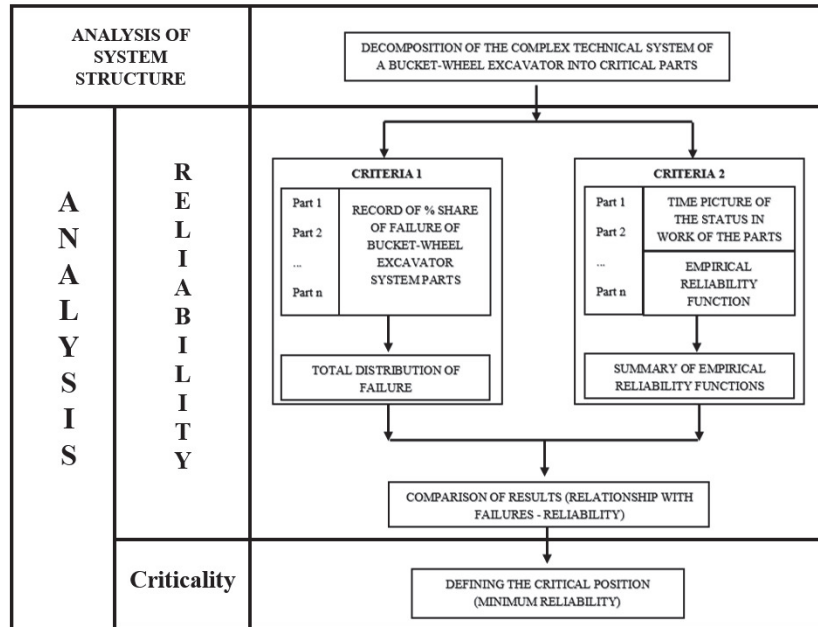 ANALYSIS OF
SYSTEM
STRUCTURE
DECOMPOSITION OF THE COMPLEX TECHNICAL SYSTEM OF
A BUCKET-WHEEL EXCAVATOR INTO CRITICAL PARTS
ANALYSIS
RELIABILITY
CRITERIA 1
Part 1
Part 2
...
Part n
RECORD OF % SHARE
OF FAILURE OF
BUCKET-WHEEL
EXCAVATOR
SYSTEM PARTS
TOTAL DISTRIBUTION OF
FAILURE
CRITERIA 2
Part 1
Part 2
...
Part n
TIME PICTURE OF
THE STATUS IN
WORK OF THE PARTS
EMPIRICAL
RELIABILITY
FUNCTION
SUMMARY OF EMPIRICAL
RELIABILITY FUNCTIONS
COMPARISON OF RESULTS (RELATIONSHIP WITH
FAILURES - RELIABILITY)
Criticality
DEFINING THE CRITICAL POSITION
(MINIMUM RELIABILITY)